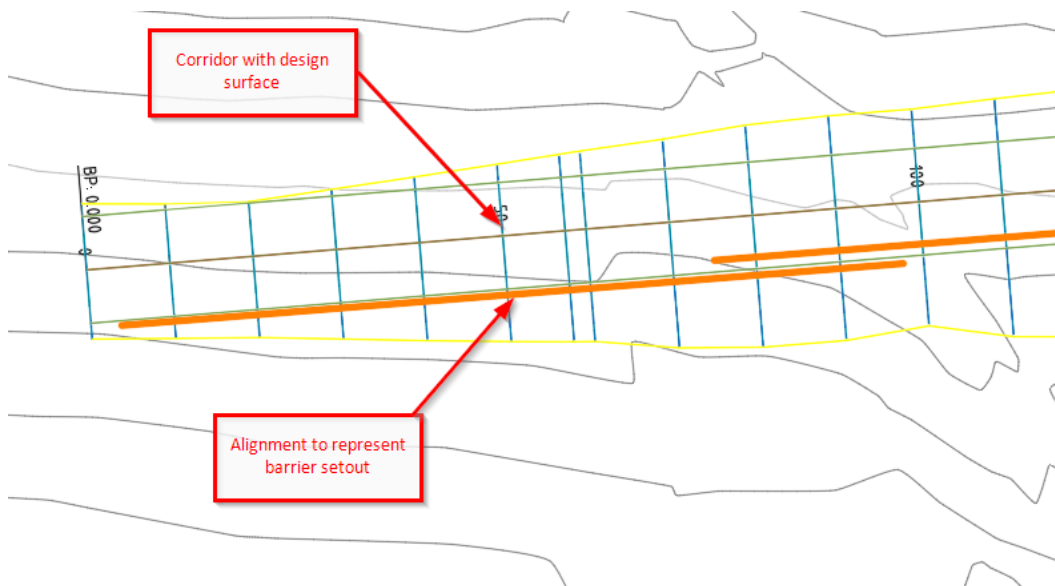 Corridor with design
surface
BP: 0.000
0
50
100
Alignment to represent
barrier setout